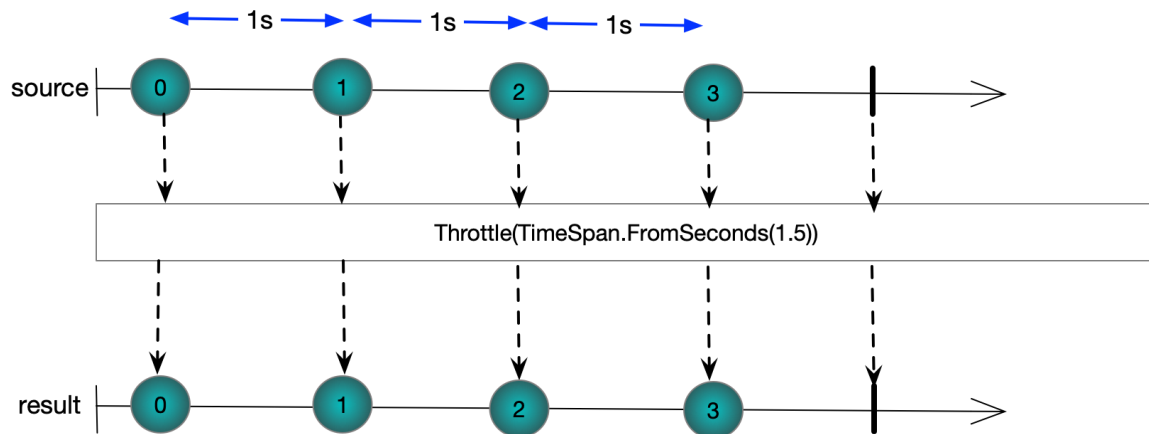 1s 1s 1s
source 0 1 2 3
Throttle(TimeSpan.FromSeconds(1.5))
result 0 1 2 3